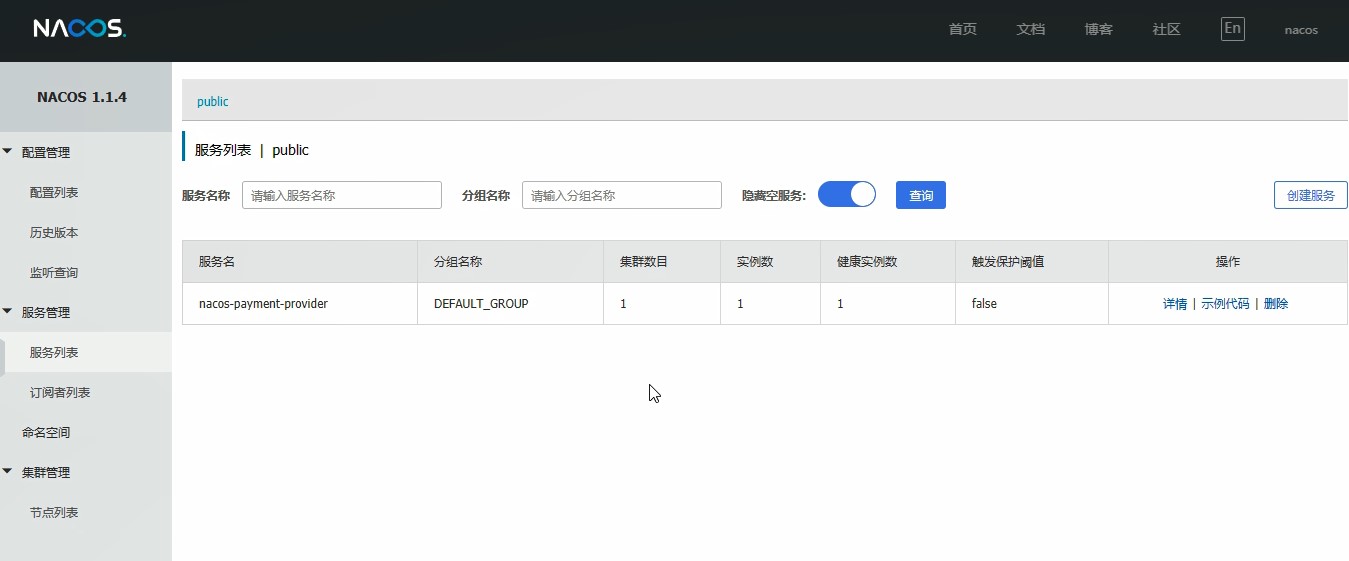 NACOS. 首页 文档 博客 社区 En nacos
NACOS 1.1.4
配置管理
配置列表
历史版本
监听查询
服务管理
服务列表
订阅者列表
命名空间
集群管理
节点列表
public
服务列表 | public
服务名称 请输入服务名称 分组名称 请输入分组名称 隐藏空服务: 查询 创建服务
服务名 分组名称 集群数目 实例数 健康实例数 触发保护阈值 操作
nacos-payment-provider DEFAULT_GROUP 1 1 1 false 详情 | 示例代码 | 删除